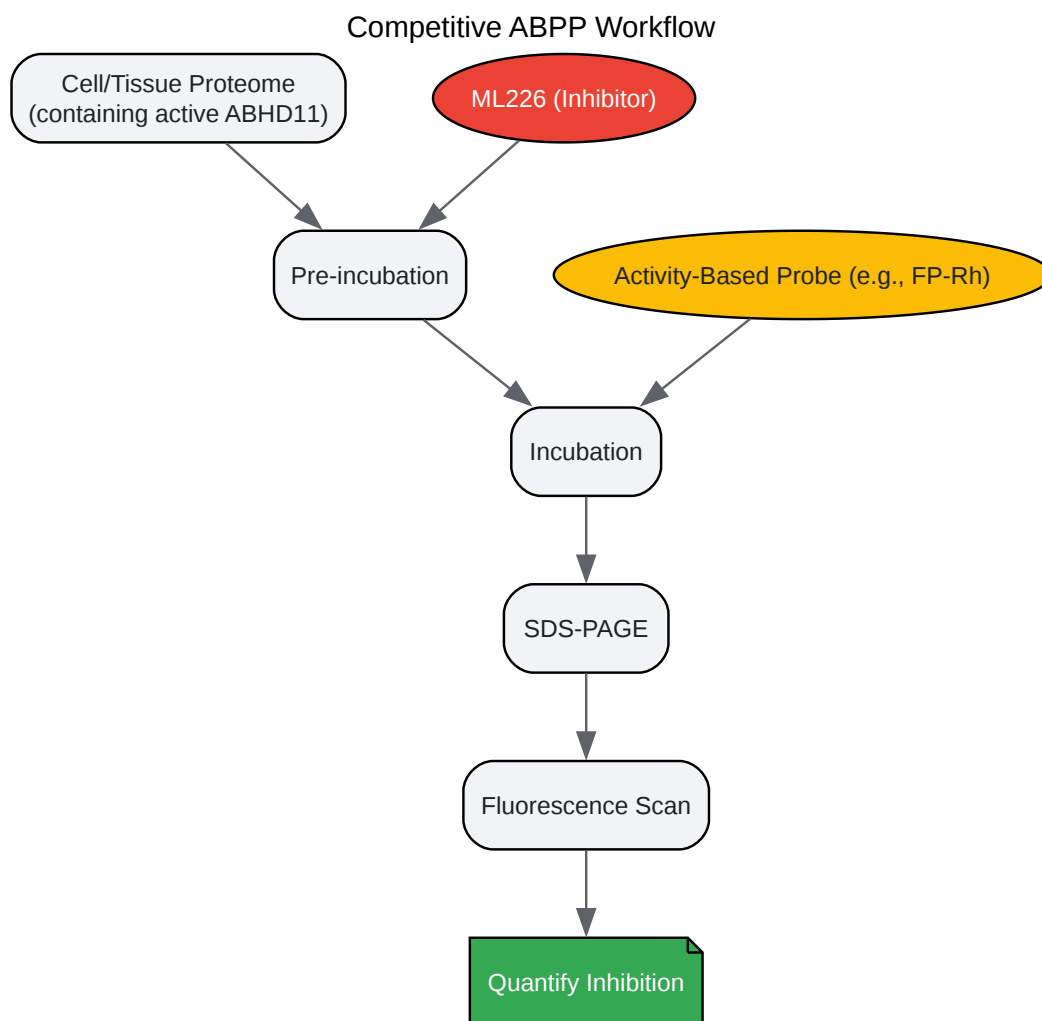 Competitive ABPP Workflow
Cell/Tissue Proteome
(containing active ABHD11)
ML226 (Inhibitor)
Pre-incubation
Activity-Based Probe (e.g., FP-Rh)
Incubation
SDS-PAGE
Fluorescence Scan
Quantify Inhibition